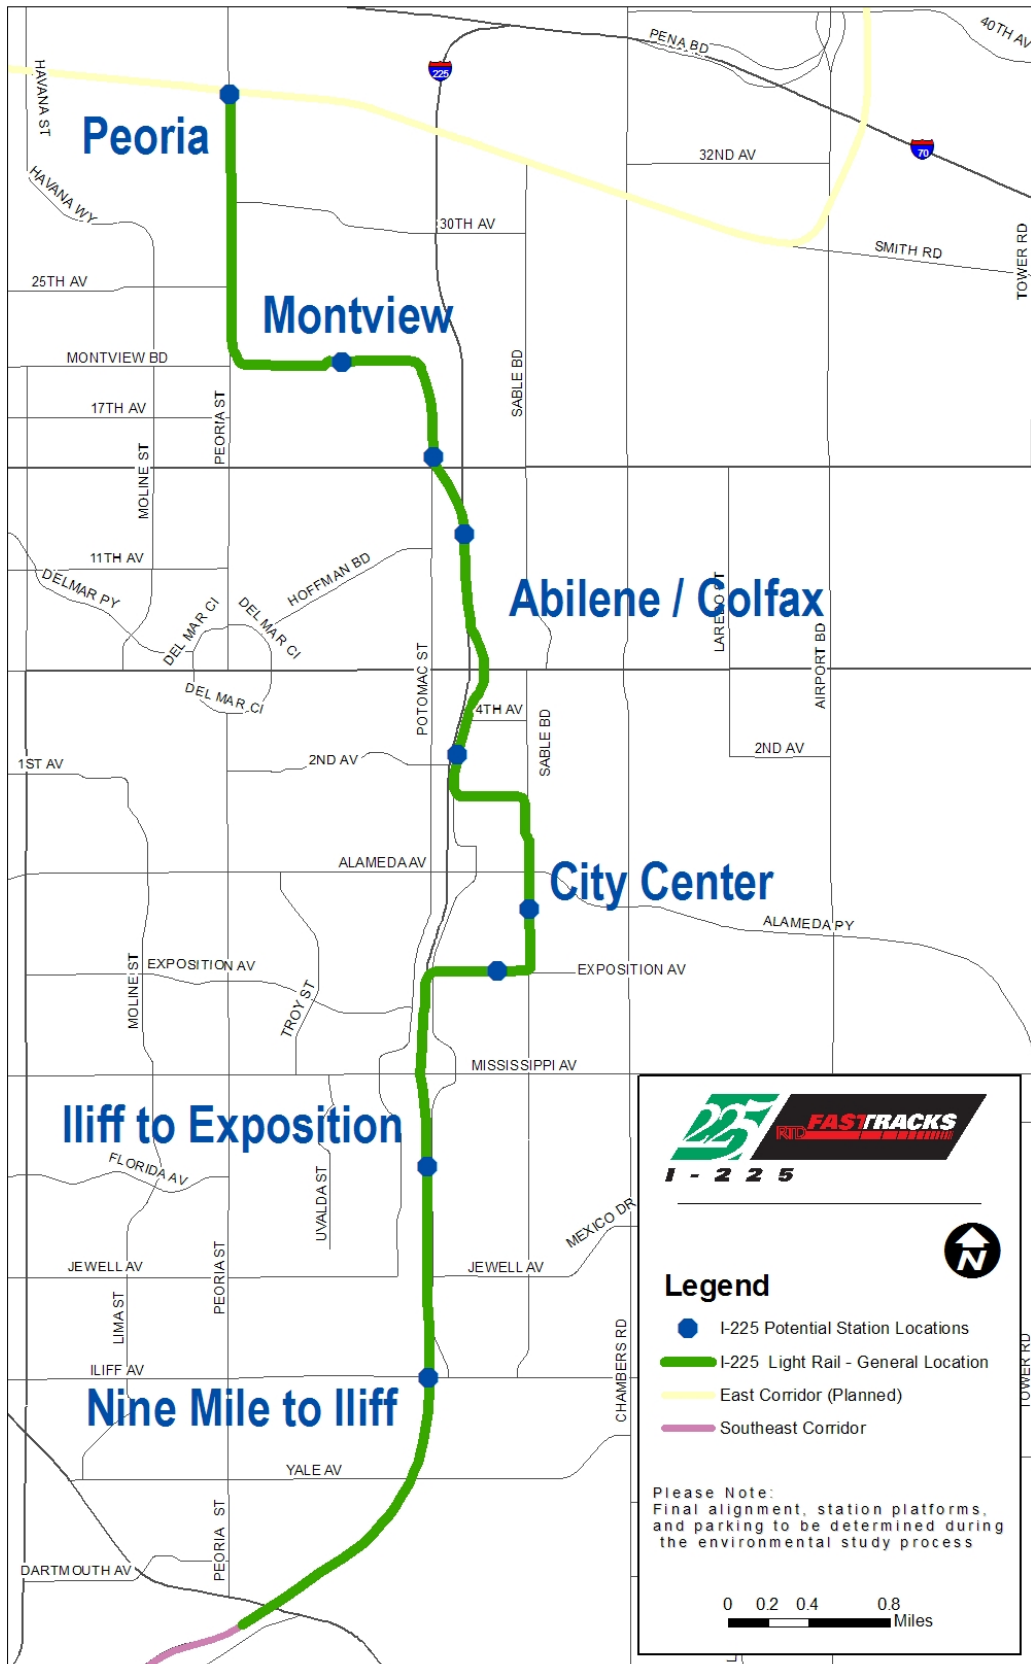 40TH AV
PENA BD
225
HAVANA ST
70
Peoria
32ND AV
HAVANA WY
30TH AV
SMITH RD
TOWER RD
25TH AV
Montview
MONTVIEW BD
SABLE BD
17TH AV
PEORIA ST
MOLINE ST
11TH AV
HOFFMAN BD
DELMAR PY
Abilene / Colfax
DEL MAR CI
DEL MAR CI
DEL MAR CI
POTOMAC ST
AIRPORT BD
4TH AV
SABLE BD
2ND AV
2ND AV
1ST AV
ALAMEDA AV
City Center
ALAMEDA PY
EXPOSITION AV
EXPOSITION AV
MOLINE ST
TROY ST
MISSISSIPPI AV
Iliff to Exposition
FLORIDA AV
UVALDA ST
MEXICO DR
JEWELL AV
JEWELL AV
PEORIA ST
LIMA ST
ILIFF AV
CHAMBERS RD
TOWER RD
Nine Mile to Iliff
YALE AV
PEORIA ST
DARTMOUTH AV
225 RTD FASTRACKS
I-225
N
Legend
I-225 Potential Station Locations
I-225 Light Rail - General Location
East Corridor (Planned)
Southeast Corridor
Please Note:
Final alignment, station platforms,
and parking to be determined during
the environmental study process
0 0.2 0.4 0.8
Miles